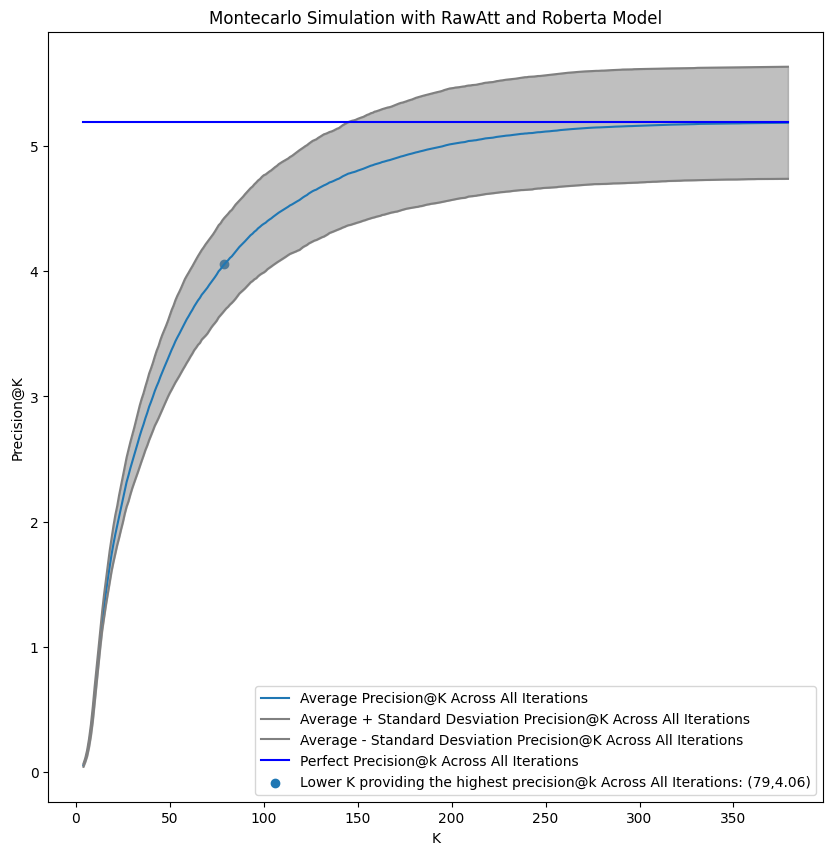 Montecarlo Simulation with RawAtt and Roberta Model
Precision@K
5
4
3
2
1
0
Average Precision@K Across All Iterations
Average + Standard Desviation Precision@K Across All Iterations
Average - Standard Desviation Precision@K Across All Iterations
Perfect Precision@k Across All Iterations
Lower K providing the highest precision@k Across All Iterations: (79,4.06)
0 50 100 150 200 250 300 350
K